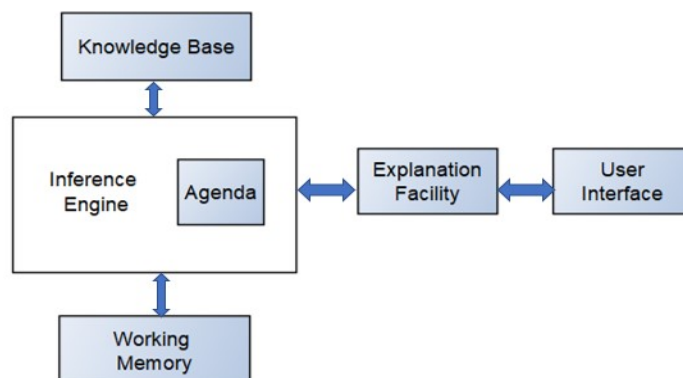 Knowledge Base
Inference
Engine
Agenda
Explanation
Facility
User
Interface
Working
Memory